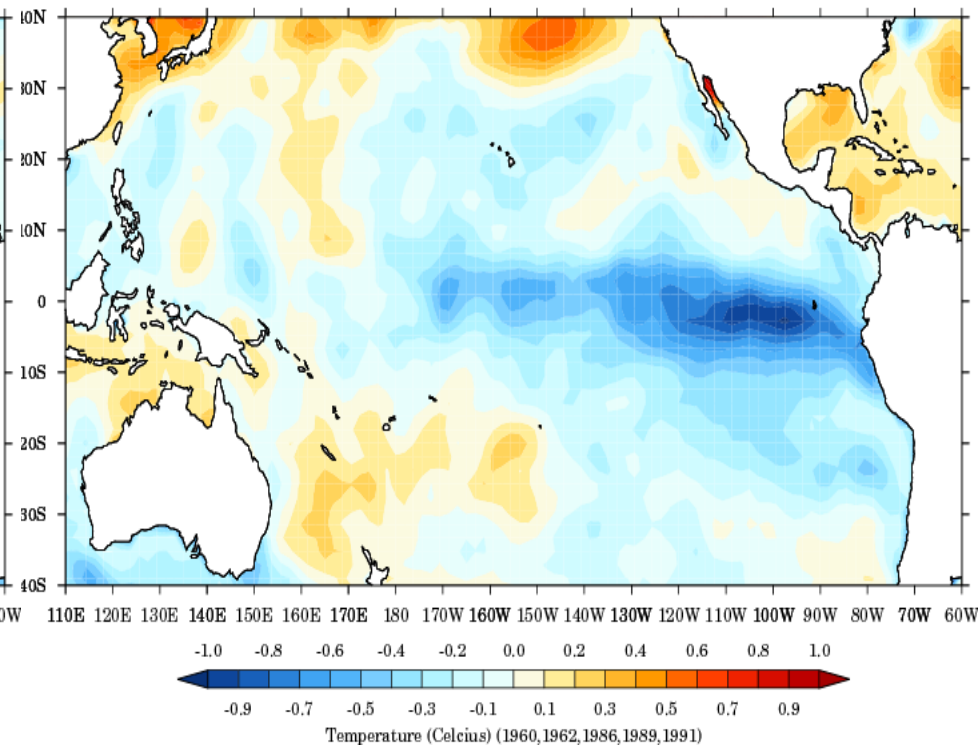 40N
30N
20N
10N
0
10S
20S
30S
40S
0W 110E 120E 130E 140E 150E 160E 170E 180 170W 160W 150W 140W 130W 120W 110W 100W 90W 80W 70W 60W
-1.0 -0.8 -0.6 -0.4 -0.2 0.0 0.2 0.4 0.6 0.8 1.0
-0.9 -0.7 -0.5 -0.3 -0.1 0.1 0.3 0.5 0.7 0.9
Temperature (Celcius) (1960,1962,1986,1989,1991)